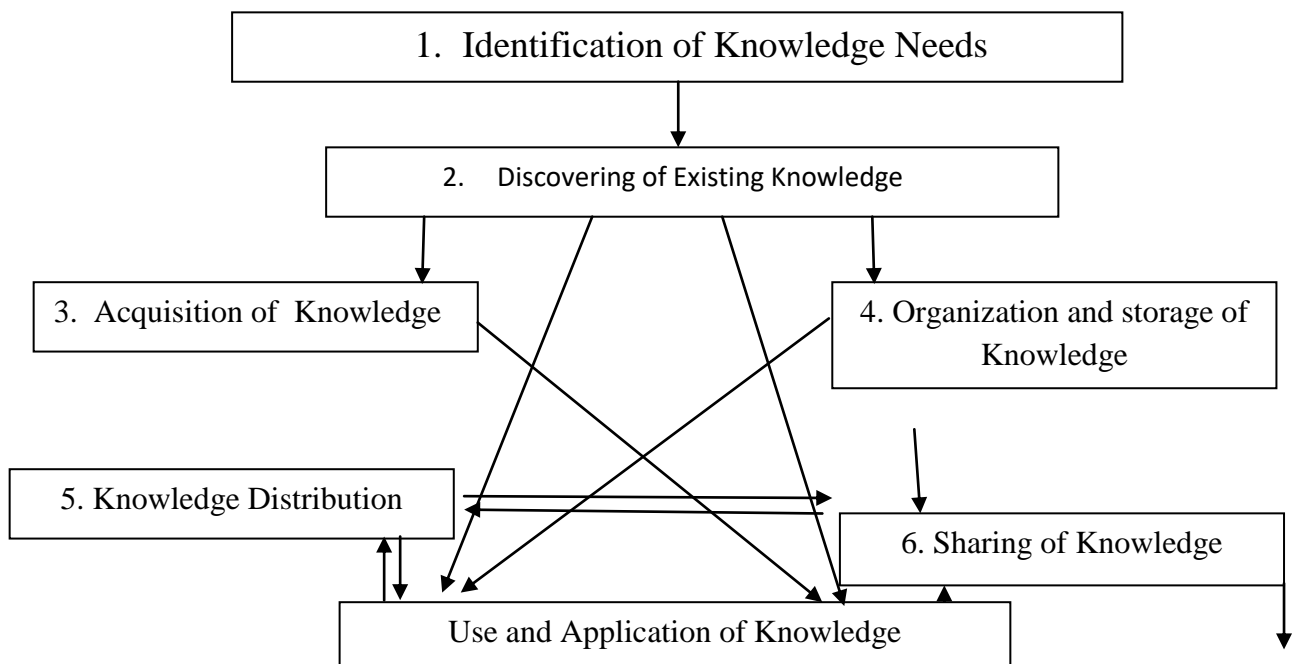 1. Identification of Knowledge Needs
2. Discovering of Existing Knowledge
3. Acquisition of Knowledge
4. Organization and storage of
Knowledge
5. Knowledge Distribution
6. Sharing of Knowledge
Use and Application of Knowledge